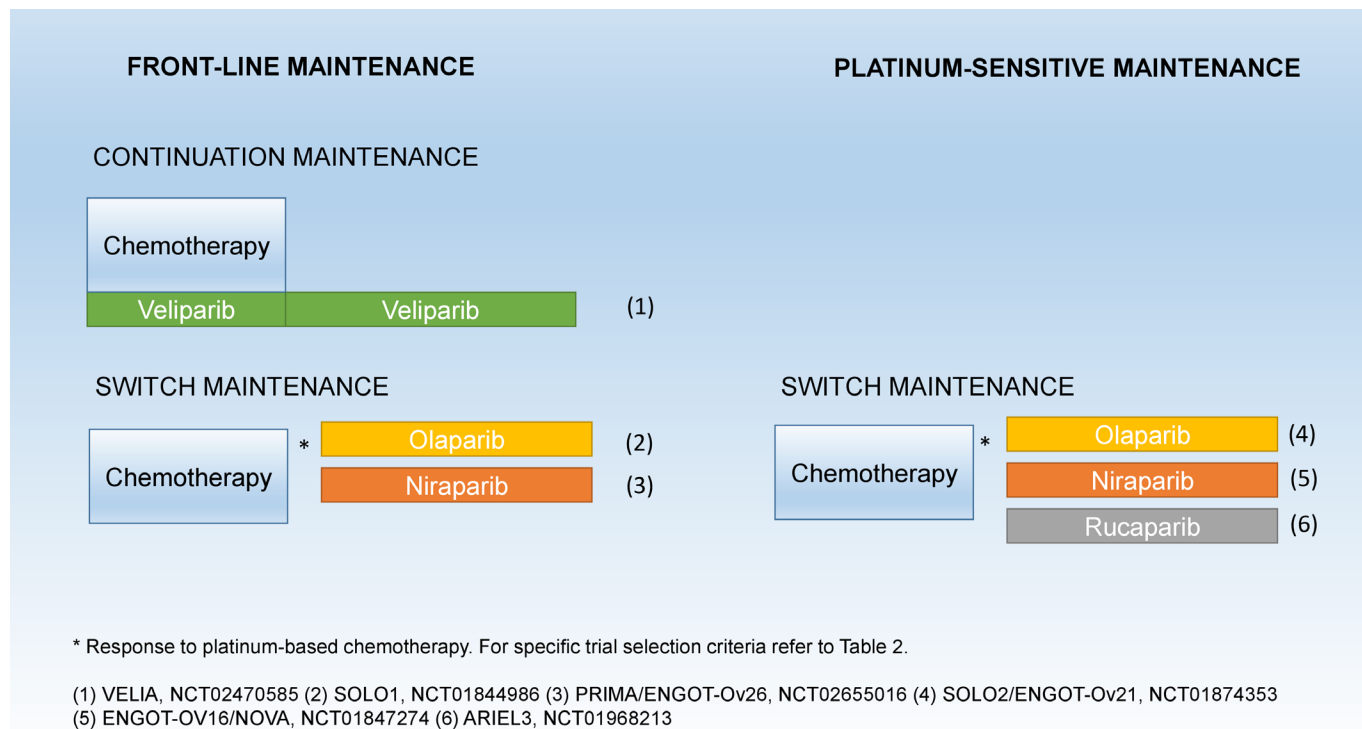 FRONT-LINE MAINTENANCE
PLATINUM-SENSITIVE MAINTENANCE
CONTINUATION MAINTENANCE
Chemotherapy
Veliparib Veliparib (1)
SWITCH MAINTENANCE
Chemotherapy
*
Olaparib (2)
Niraparib (3)
SWITCH MAINTENANCE
Chemotherapy
*
Olaparib (4)
Niraparib (5)
Rucaparib (6)
* Response to platinum-based chemotherapy. For specific trial selection criteria refer to Table 2.
(1) VELIA, NCT02470585 (2) SOLO1, NCT01844986 (3) PRIMA/ENGOT-Ov26, NCT02655016 (4) SOLO2/ENGOT-Ov21, NCT01874353
(5) ENGOT-OV16/NOVA, NCT01847274 (6) ARIEL3, NCT01968213